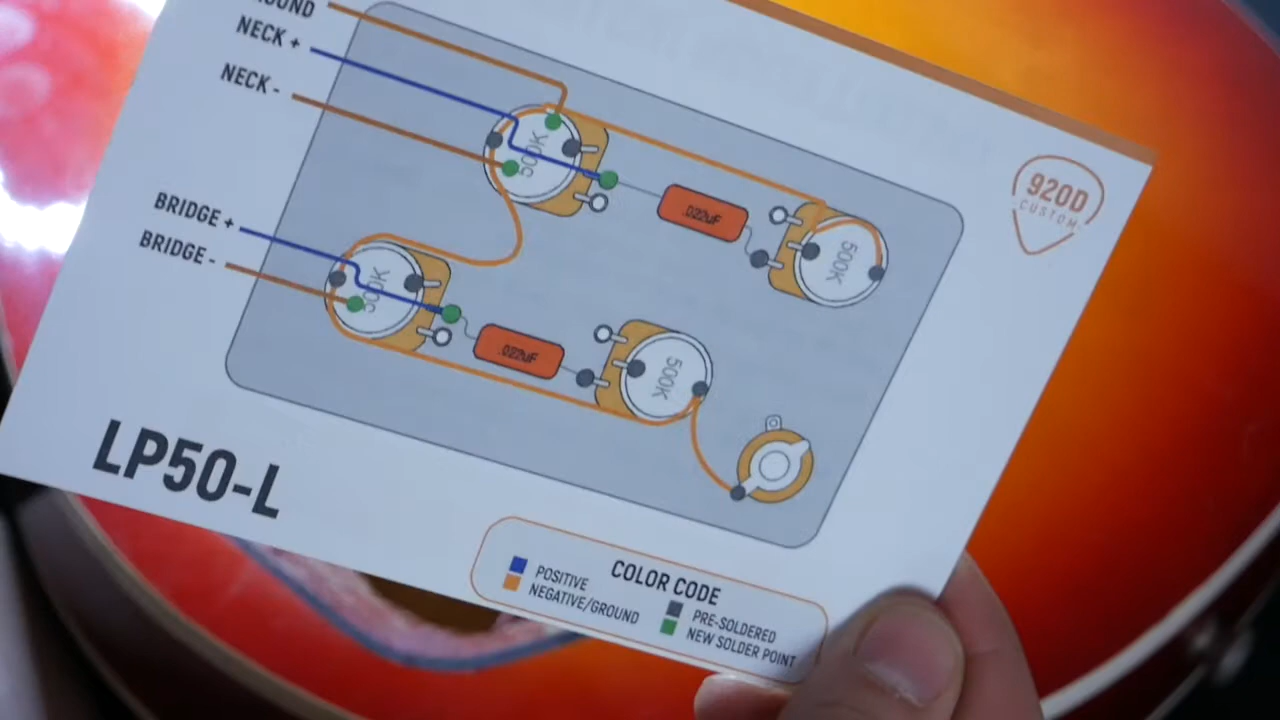 NECK +
NECK -
BRIDGE +
BRIDGE -
500K
.022uF
500K
500K
.022uF
500K
920D
CUSTOM
LP50-L
COLOR CODE
POSITIVE
NEGATIVE/GROUND
PRE-SOLDERED
NEW SOLDER POINT